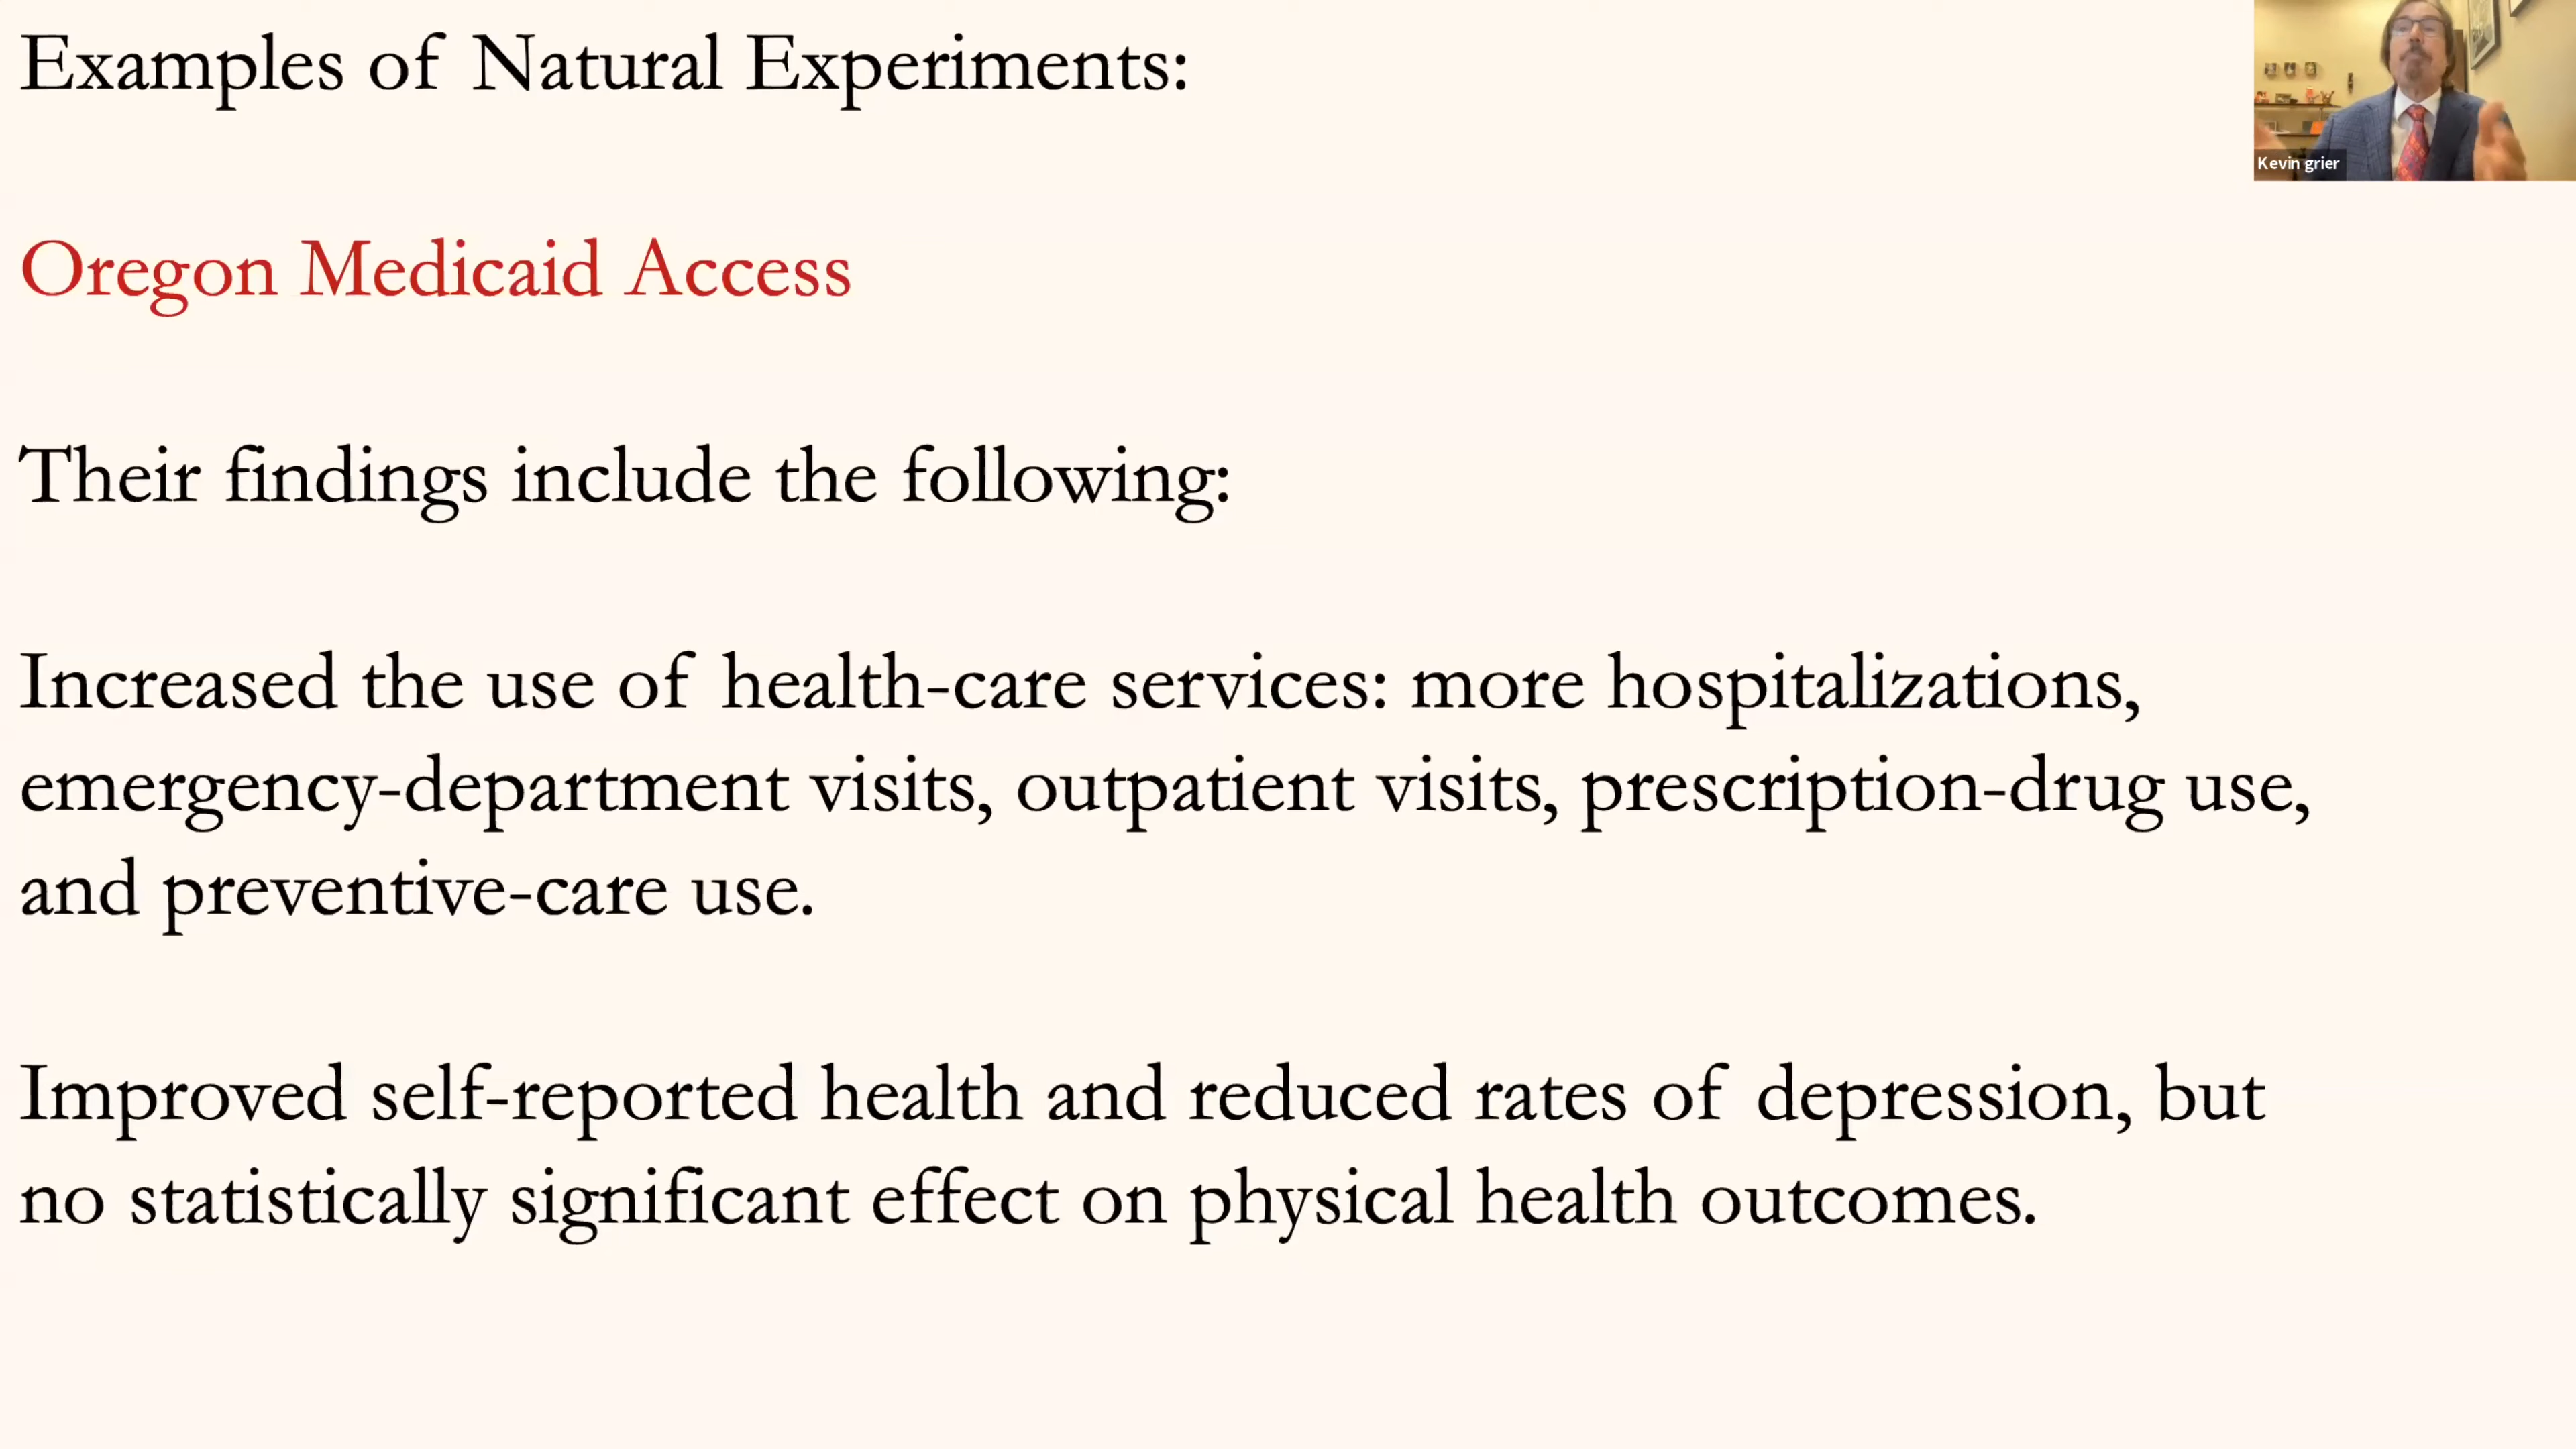 Examples of Natural Experiments:
Kevin grier
Oregon Medicaid Access
Their findings include the following:
Increased the use of health-care services: more hospitalizations,
emergency-department visits, outpatient visits, prescription-drug use,
and preventive-care use.
Improved self-reported health and reduced rates of depression, but
no statistically significant effect on physical health outcomes.